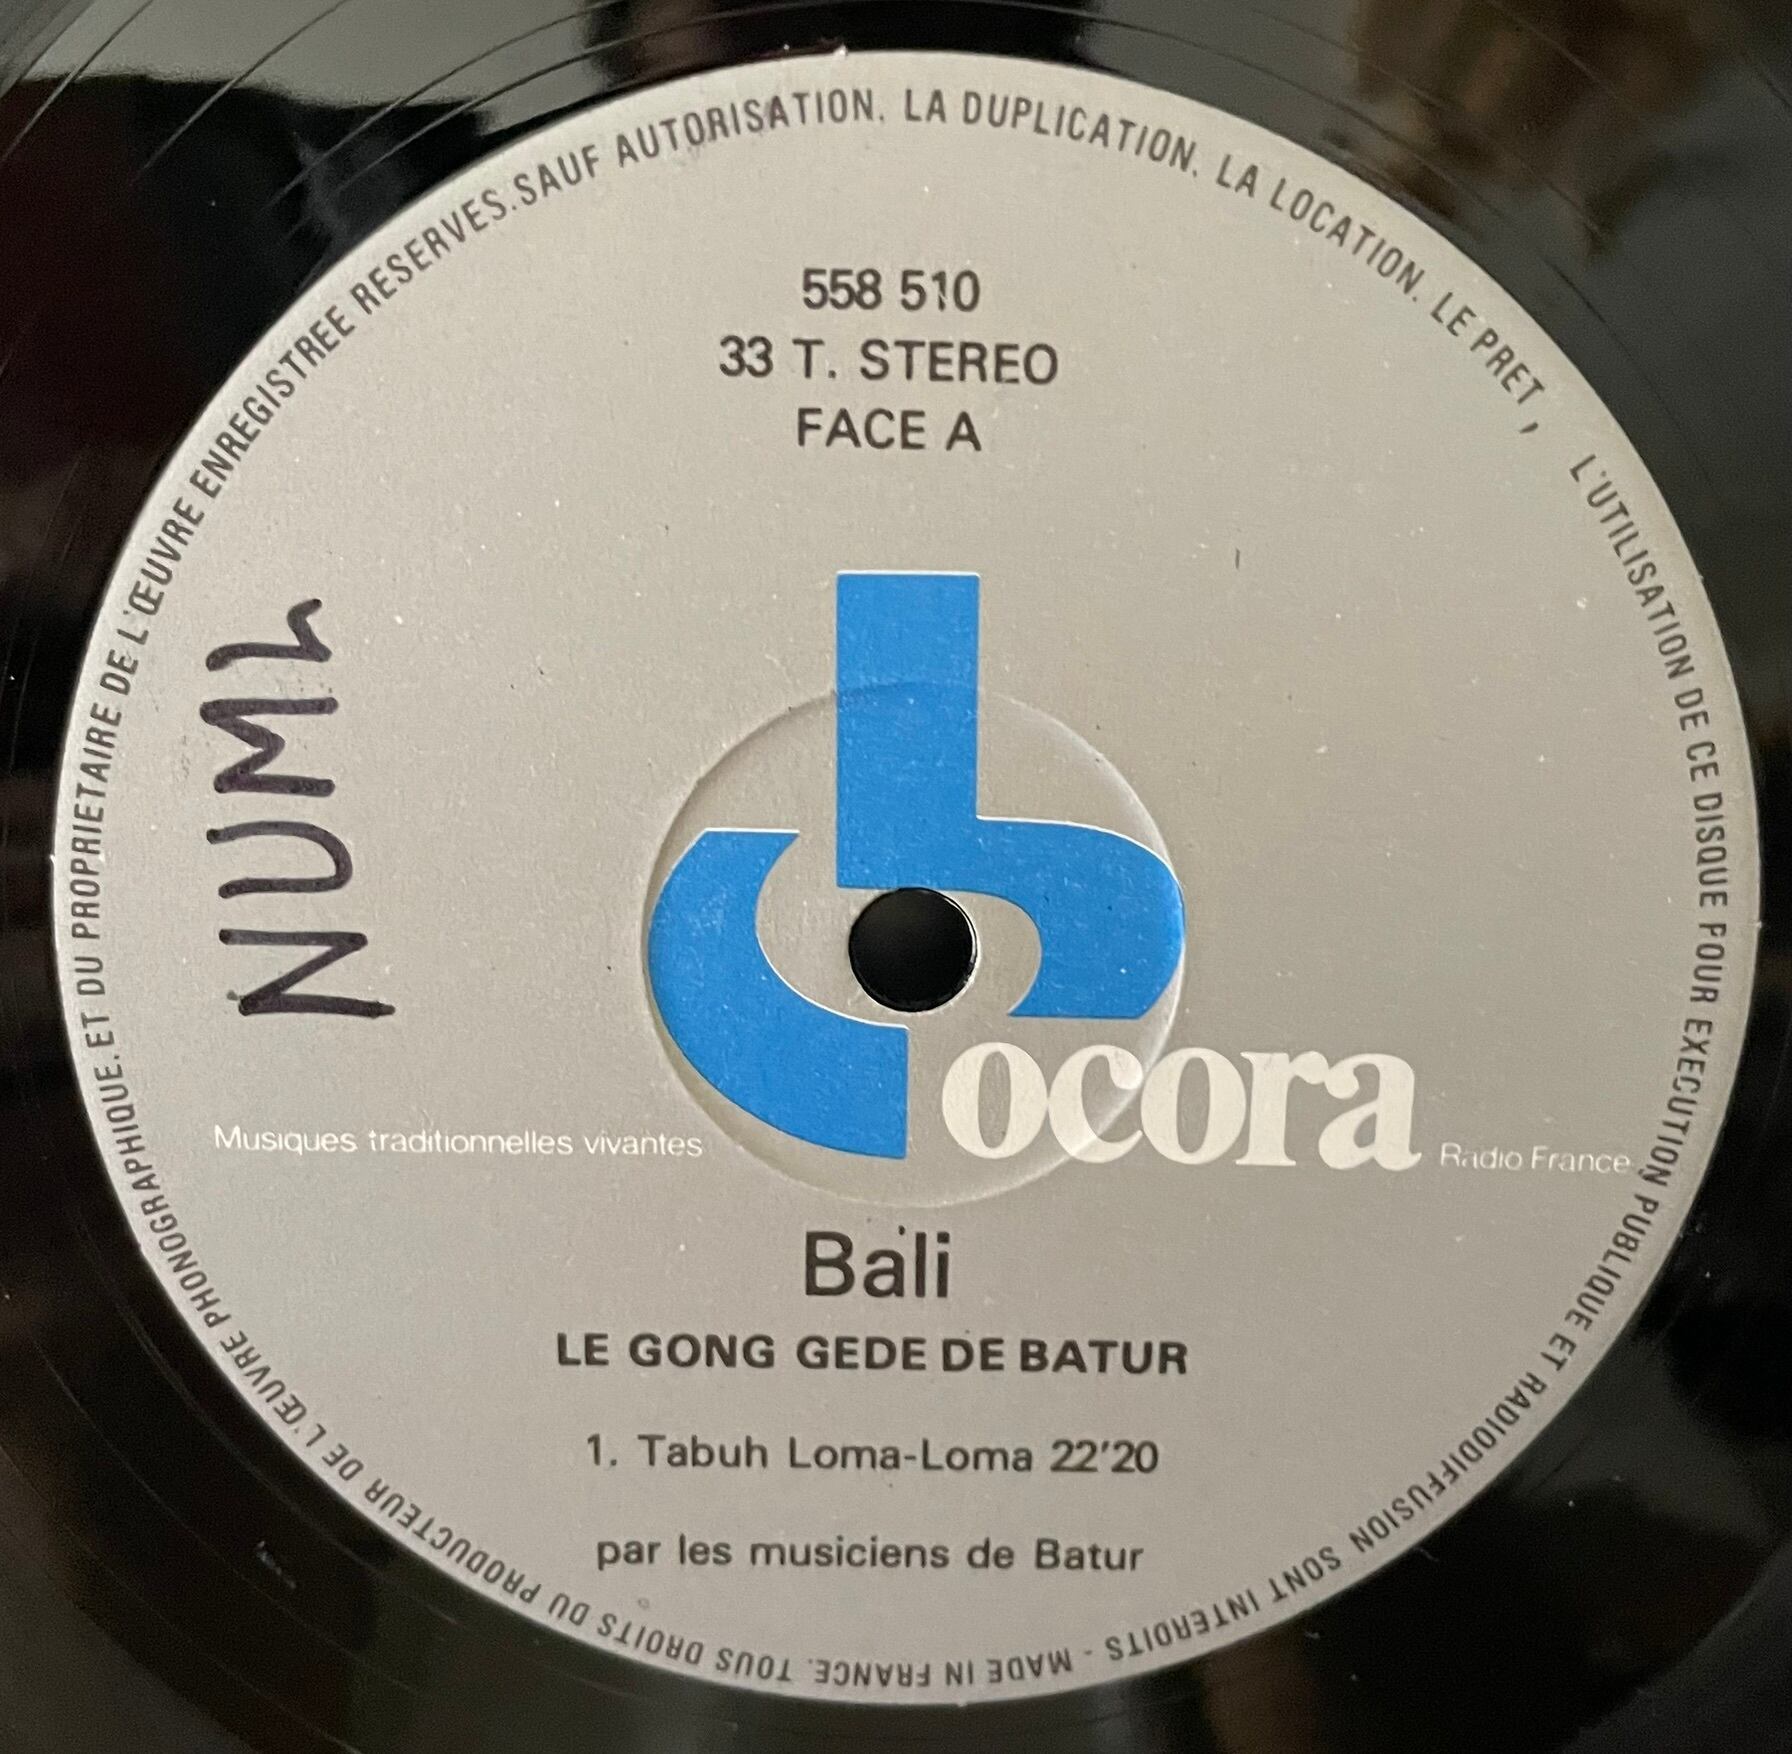 558 510
33 T. STEREO
FACE A
NUML
ocora
Musiques traditionnelles vivantes
Radio France
Bali
LE GONG GEDE DE BATUR
1. Tabuh Loma-Loma 22'20
par les musiciens de Batur
TOUS DROITS DU PRODUCTEUR DE L'ŒUVRE PHONOGRAPHIQUE. ET DU PROPRIETAIRE DE L'ŒUVRE ENREGISTREE RESERVES. SAUF AUTORISATION. LA DUPLICATION. LA LOCATION. LE PRET, L'UTILISATION DE CE DISQUE POUR EXECUTION PUBLIQUE ET RADIODIFFUSION SONT INTERDITS - MADE IN FRANCE.